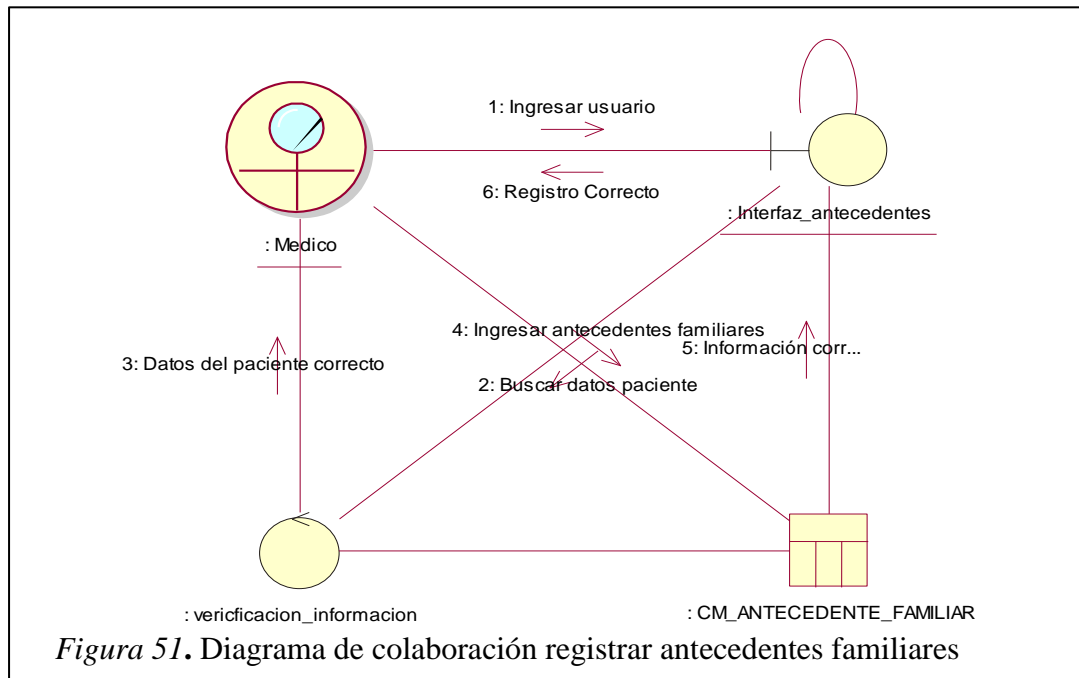 1: Ingresar usuario
6: Registro Correcto
: Interfaz_antecedentes
: Medico
4: Ingresar antecedentes familiares
5: Información corr...
3: Datos del paciente correcto
2: Buscar datos paciente
: vericficacion_informacion
: CM_ANTECEDENTE_FAMILIAR
Figura 51. Diagrama de colaboración registrar antecedentes familiares